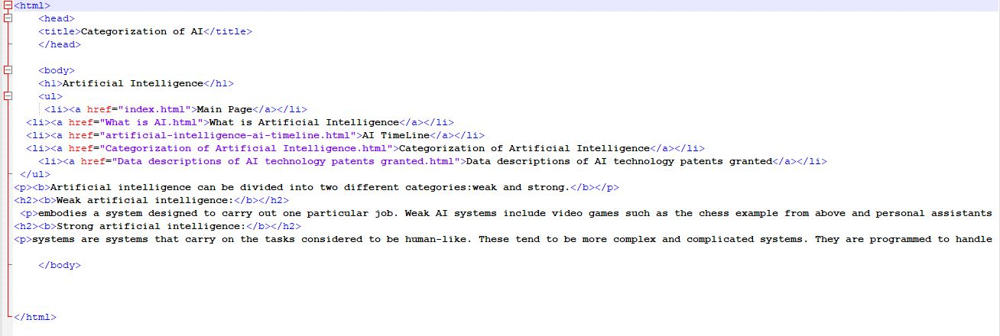 <html>
<head>
<title>Categorization of AI</title>
</head>
<body>
<h1>Artificial Intelligence</h1>
<ul>
<li><a href="index.html">Main Page</a></li>
<li><a href="What is AI.html">What is Artificial Intelligence</a></li>
<li><a href="artificial-intelligence-ai-timeline.html">AI TimeLine</a></li>
<li><a href="Categorization of Artificial Intelligence.html">Categorization of Artificial Intelligence</a></li>
<li><a href="Data descriptions of AI technology patents granted.html">Data descriptions of AI technology patents granted</a></li>
</ul>
<p><b>Artificial intelligence can be divided into two different categories:weak and strong.</b></p>
<h2><b>Weak artificial intelligence:</b></h2>
<p>embodies a system designed to carry out one particular job. Weak AI systems include video games such as the chess example from above and personal assistants
<h2><b>Strong artificial intelligence:</b></h2>
<p>systems are systems that carry on the tasks considered to be human-like. These tend to be more complex and complicated systems. They are programmed to handle
</body>
</html>